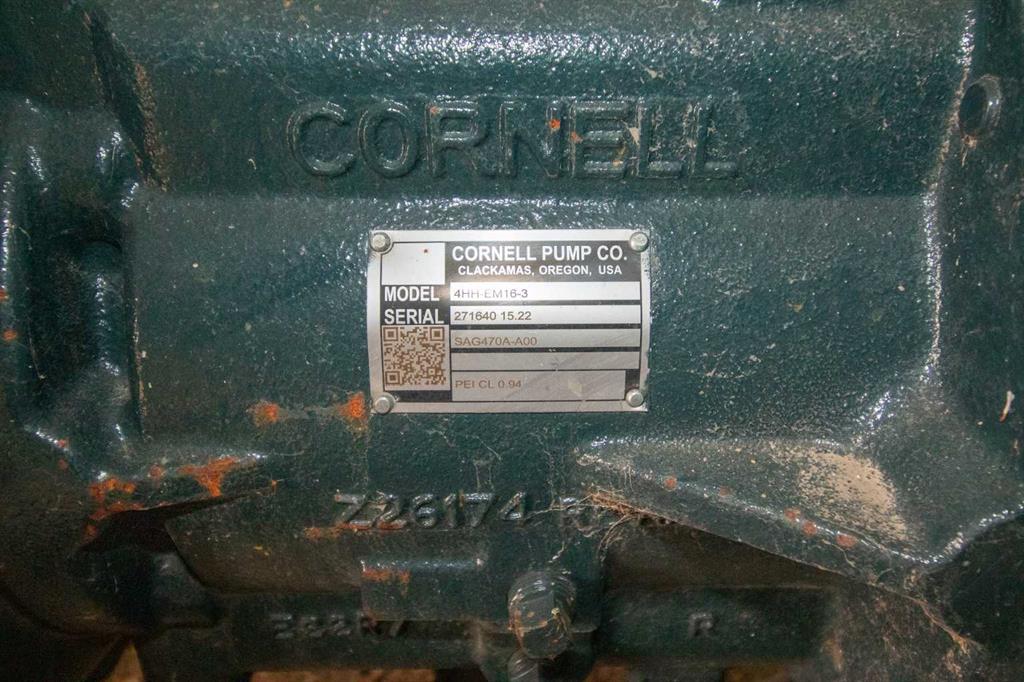 CORNELL
CORNELL PUMP CO.
CLACKAMAS, OREGON, USA
MODEL 4HH-EM16-3
SERIAL 271640 15.22
SAG470A-A00
PEI CL 0.94
Z26174
R